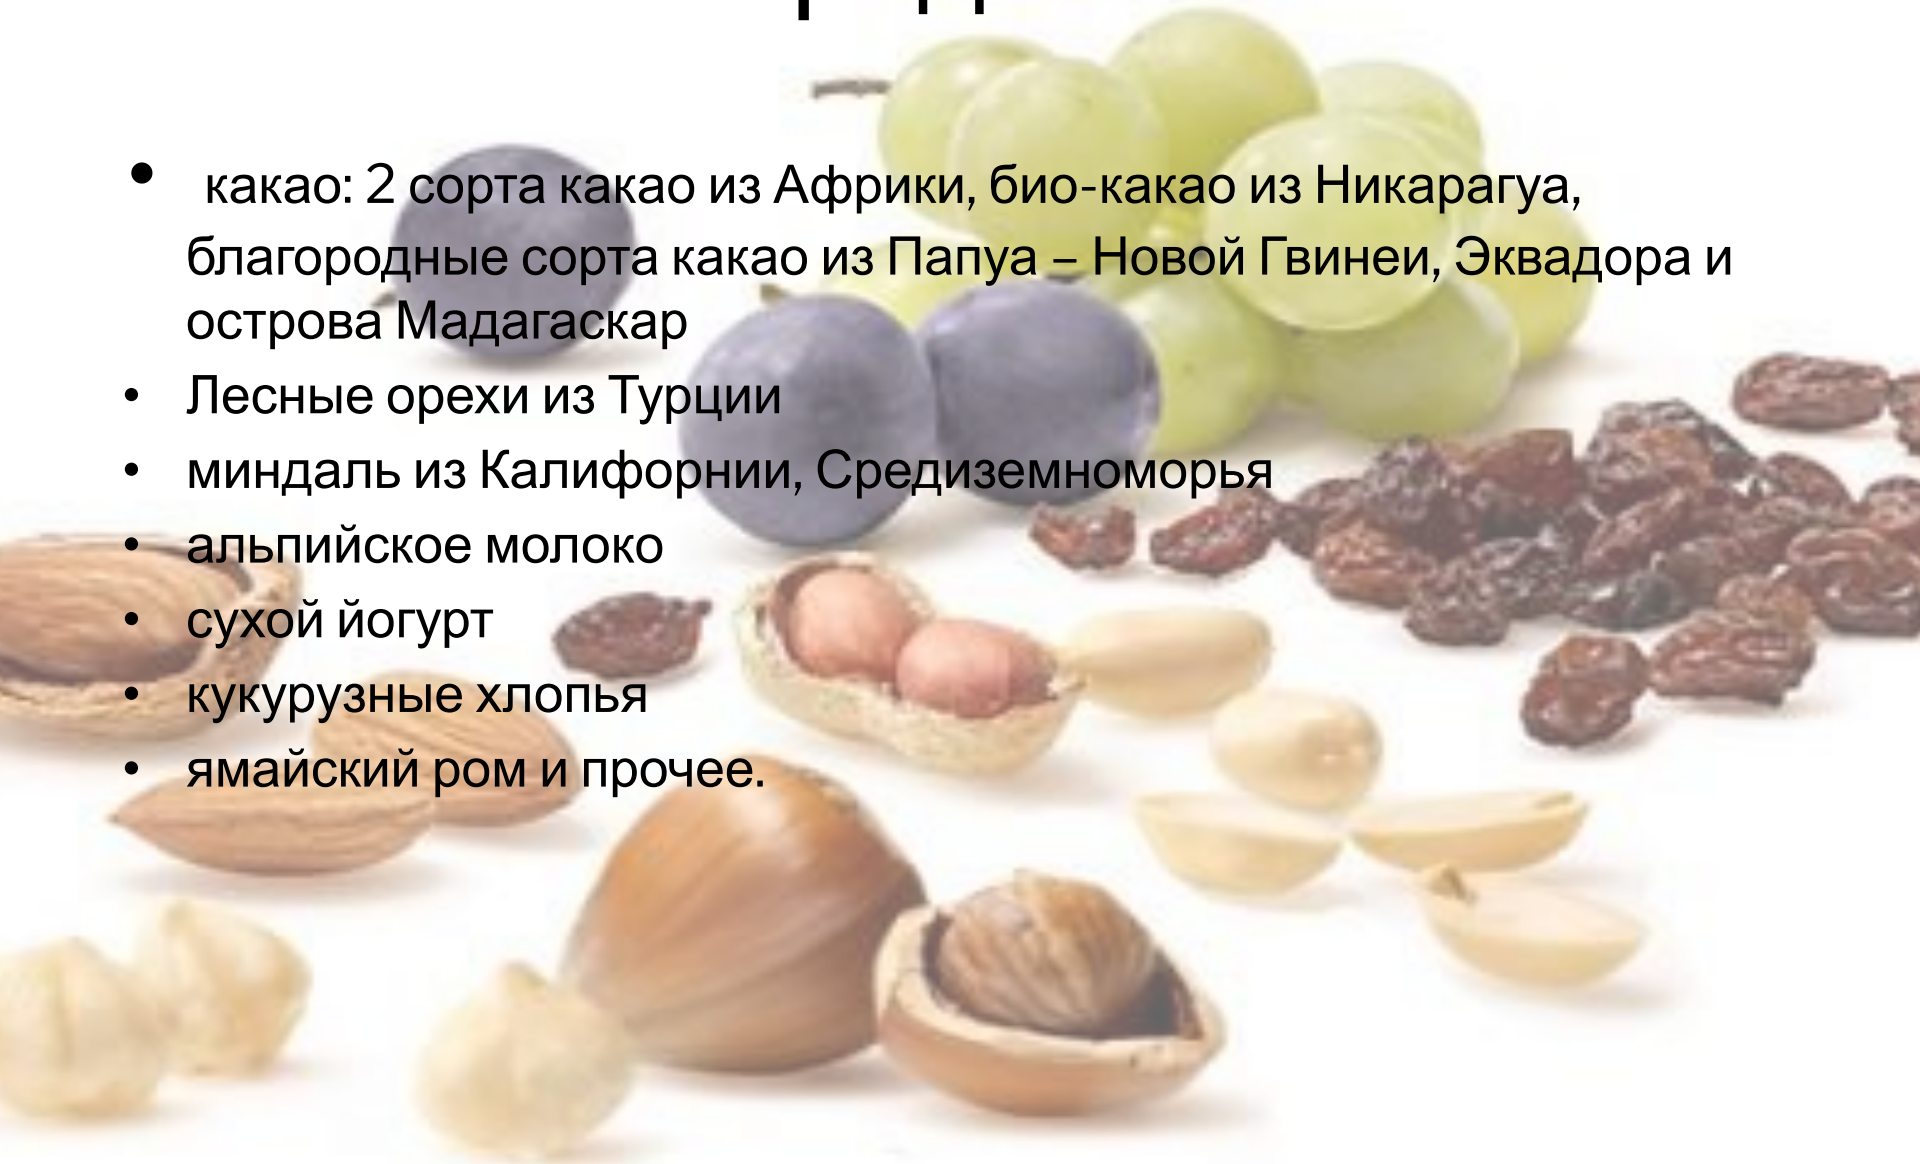 • какао: 2 сорта какао из Африки, био-какао из Никарагуа,
благородные сорта какао из Папуа – Новой Гвинеи, Эквадора и
острова Мадагаскар
• Лесные орехи из Турции
• миндаль из Калифорнии, Средиземноморья
• альпийское молоко
• сухой йогурт
• кукурузные хлопья
• ямайский ром и прочее.